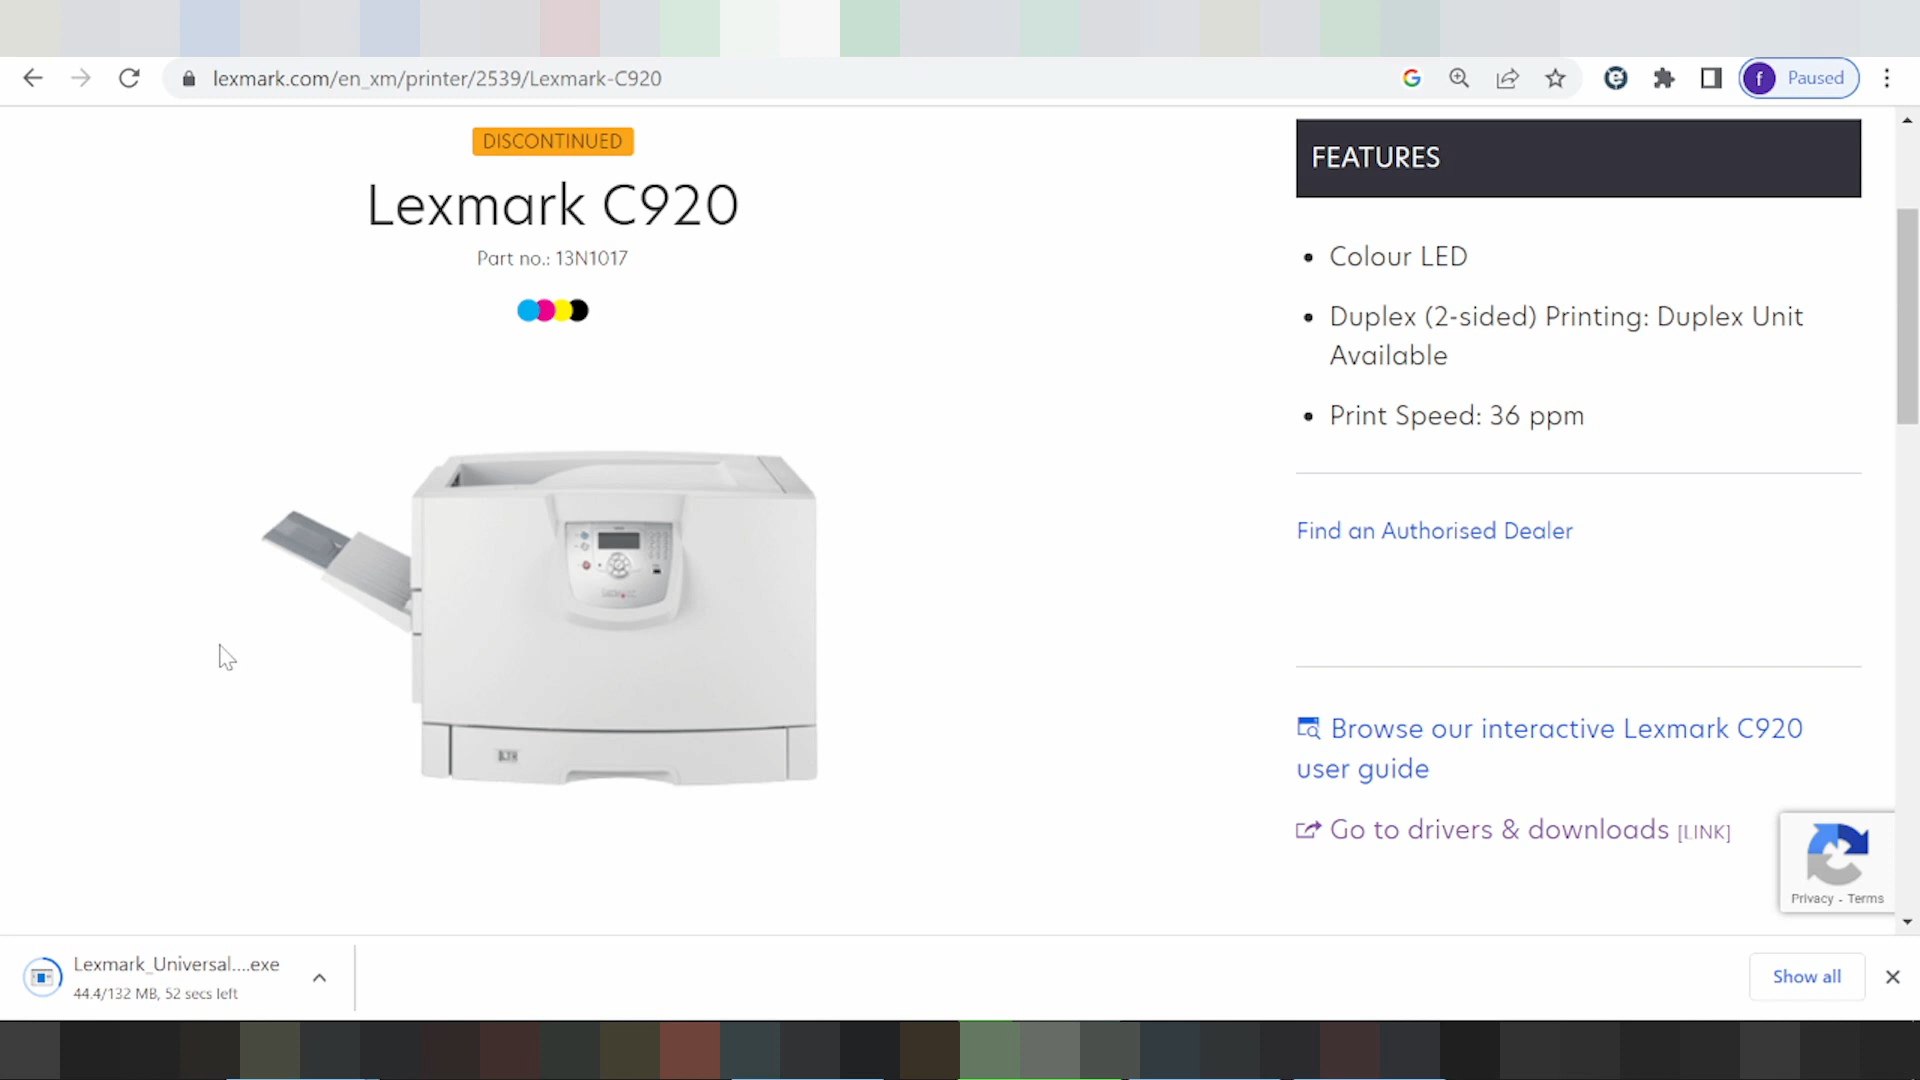 lexmark.com/en_xm/printer/2539/Lexmark-C920
f Paused
DISCONTINUED
Lexmark C920
Part no.: 13N1017
FEATURES
Colour LED
Duplex (2-sided) Printing: Duplex Unit
Available
Print Speed: 36 ppm
Find an Authorised Dealer
Browse our interactive Lexmark C920
user guide
Go to drivers & downloads [LINK]
Privacy - Terms
Lexmark_Universal....exe
44.4/132 MB, 52 secs left
Show all